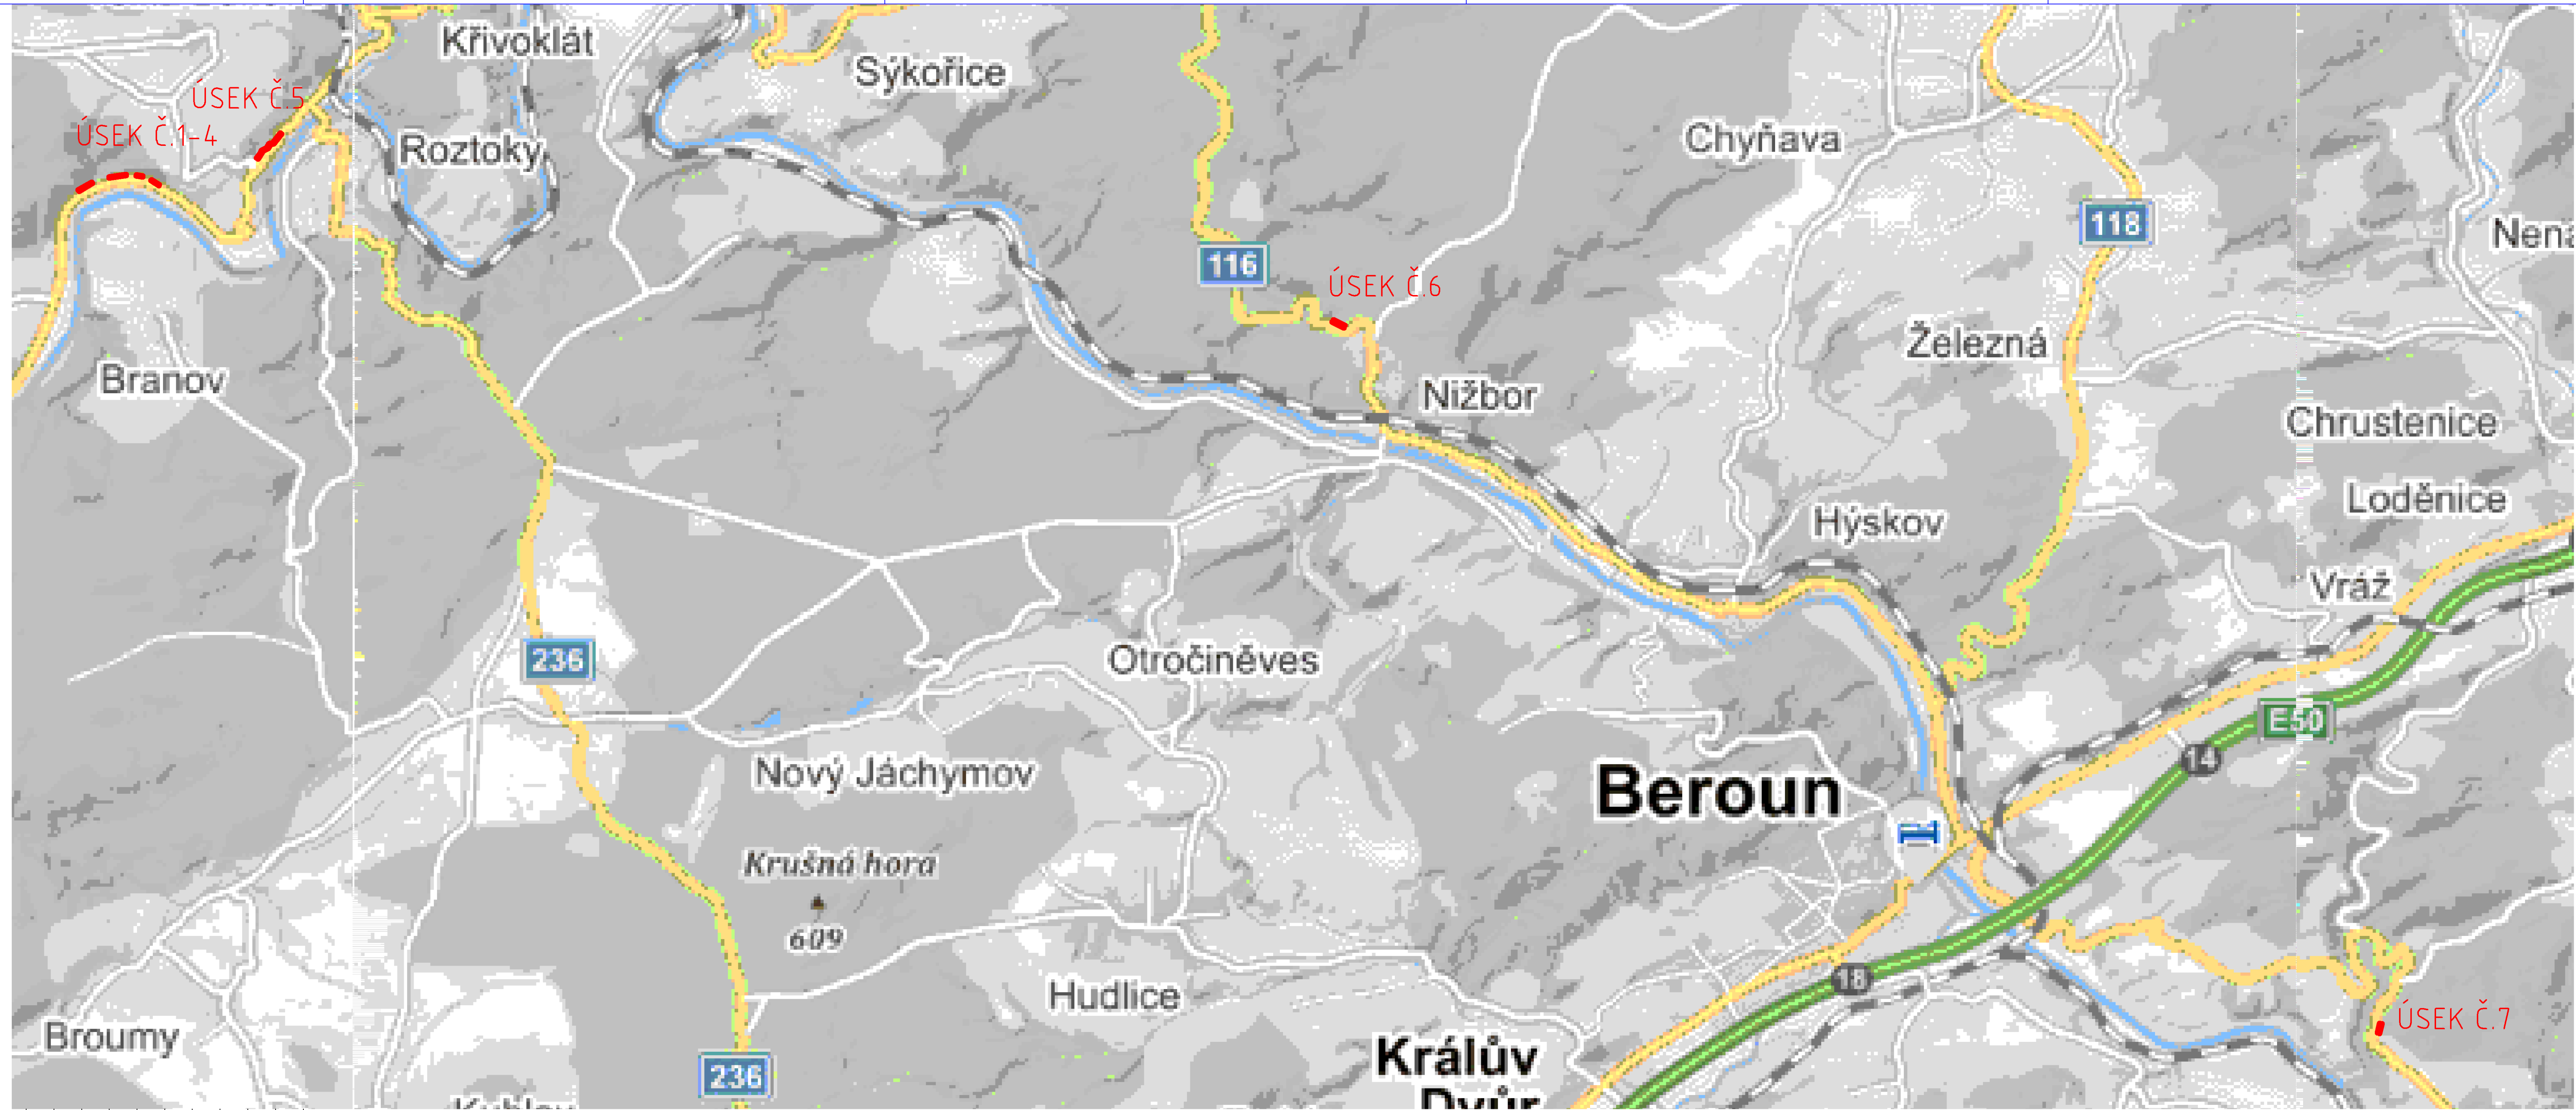 Křivoklát
Sýkořice
ÚSEK Č.5
ÚSEK Č.1-4
Roztoky
Chyňava
118
Nena
116
ÚSEK Č.6
Železná
Branov
Nižbor
Chrustenice
Loděnice
Hýskov
Vráž
236
Otročiněves
E50
14
Nový Jáchymov
Beroun
Krušná hora
609
18
Hudlice
ÚSEK Č.7
Broumy
Králův
Dvůr
236